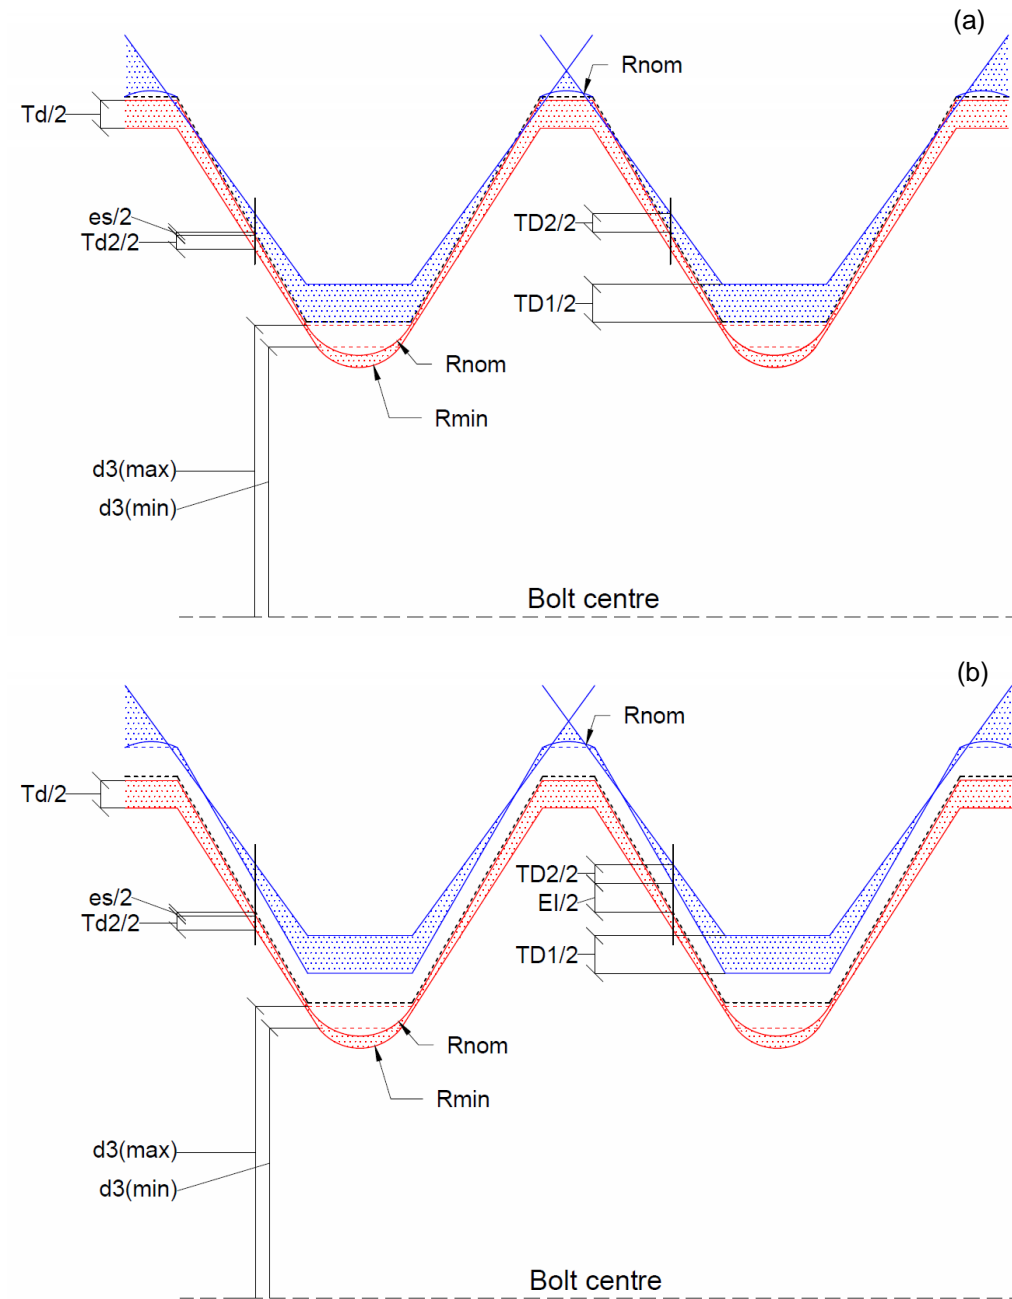 (a)
Rnom
Td/2
es/2
Td2/2
TD2/2
TD1/2
Rnom
Rmin
d3(max)
d3(min)
Bolt centre
(b)
Rnom
Td/2
TD2/2
es/2
EI/2
Td2/2
TD1/2
Rnom
Rmin
d3(max)
d3(min)
Bolt centre